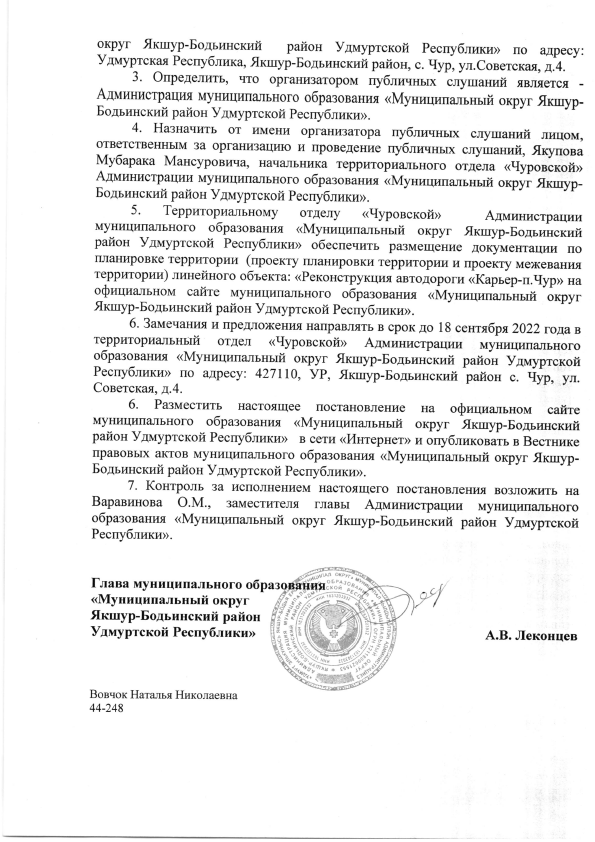 округ Якшур-Бодьинский район Удмуртской Республики» по адресу:
Удмуртская Республика, Якшур-Бодьинский район, с. Чур, ул.Советская, д.4.
3. Определить, что организатором публичных слушаний является -
Администрация муниципального образования «Муниципальный округ Якшур-
Бодьинский район Удмуртской Республики».
4. Назначить от имени организатора публичных слушаний лицом,
ответственным за организацию и проведение публичных слушаний, Якупова
Мубарака Мансуровича, начальника территориального отдела «Чуровской»
Администрации муниципального образования «Муниципальный округ Якшур-
Бодьинский район Удмуртской Республики».
5. Территориальному отделу «Чуровской» Администрации
муниципального образования «Муниципальный округ Якшур-Бодьинский
район Удмуртской Республики» обеспечить размещение документации по
планировке территории (проекту планировки территории и проекту межевания
территории) линейного объекта: «Реконструкция автодороги «Карьер-п.Чур» на
официальном сайте муниципального образования «Муниципальный округ
Якшур-Бодьинский район Удмуртской Республики».
6. Замечания и предложения направлять в срок до 18 сентября 2022 года в
территориальный отдел «Чуровской» Администрации муниципального
образования «Муниципальный округ Якшур-Бодьинский район Удмуртской
Республики» по адресу: 427110, УР, Якшур-Бодьинский район с. Чур, ул.
Советская, д.4.
6. Разместить настоящее постановление на официальном сайте
муниципального образования «Муниципальный округ Якшур-Бодьинский
район Удмуртской Республики» в сети «Интернет» и опубликовать в Вестнике
правовых актов муниципального образования «Муниципальный округ Якшур-
Бодьинский район Удмуртской Республики».
7. Контроль за исполнением настоящего постановления возложить на
Варавинова О.М., заместителя главы Администрации муниципального
образования «Муниципальный округ Якшур-Бодьинский район Удмуртской
Республики».
Глава муниципального образования
«Муниципальный округ
Якшур-Бодьинский район
Удмуртской Республики»
А.В. Леконцев
Вовчок Наталья Николаевна
44-248